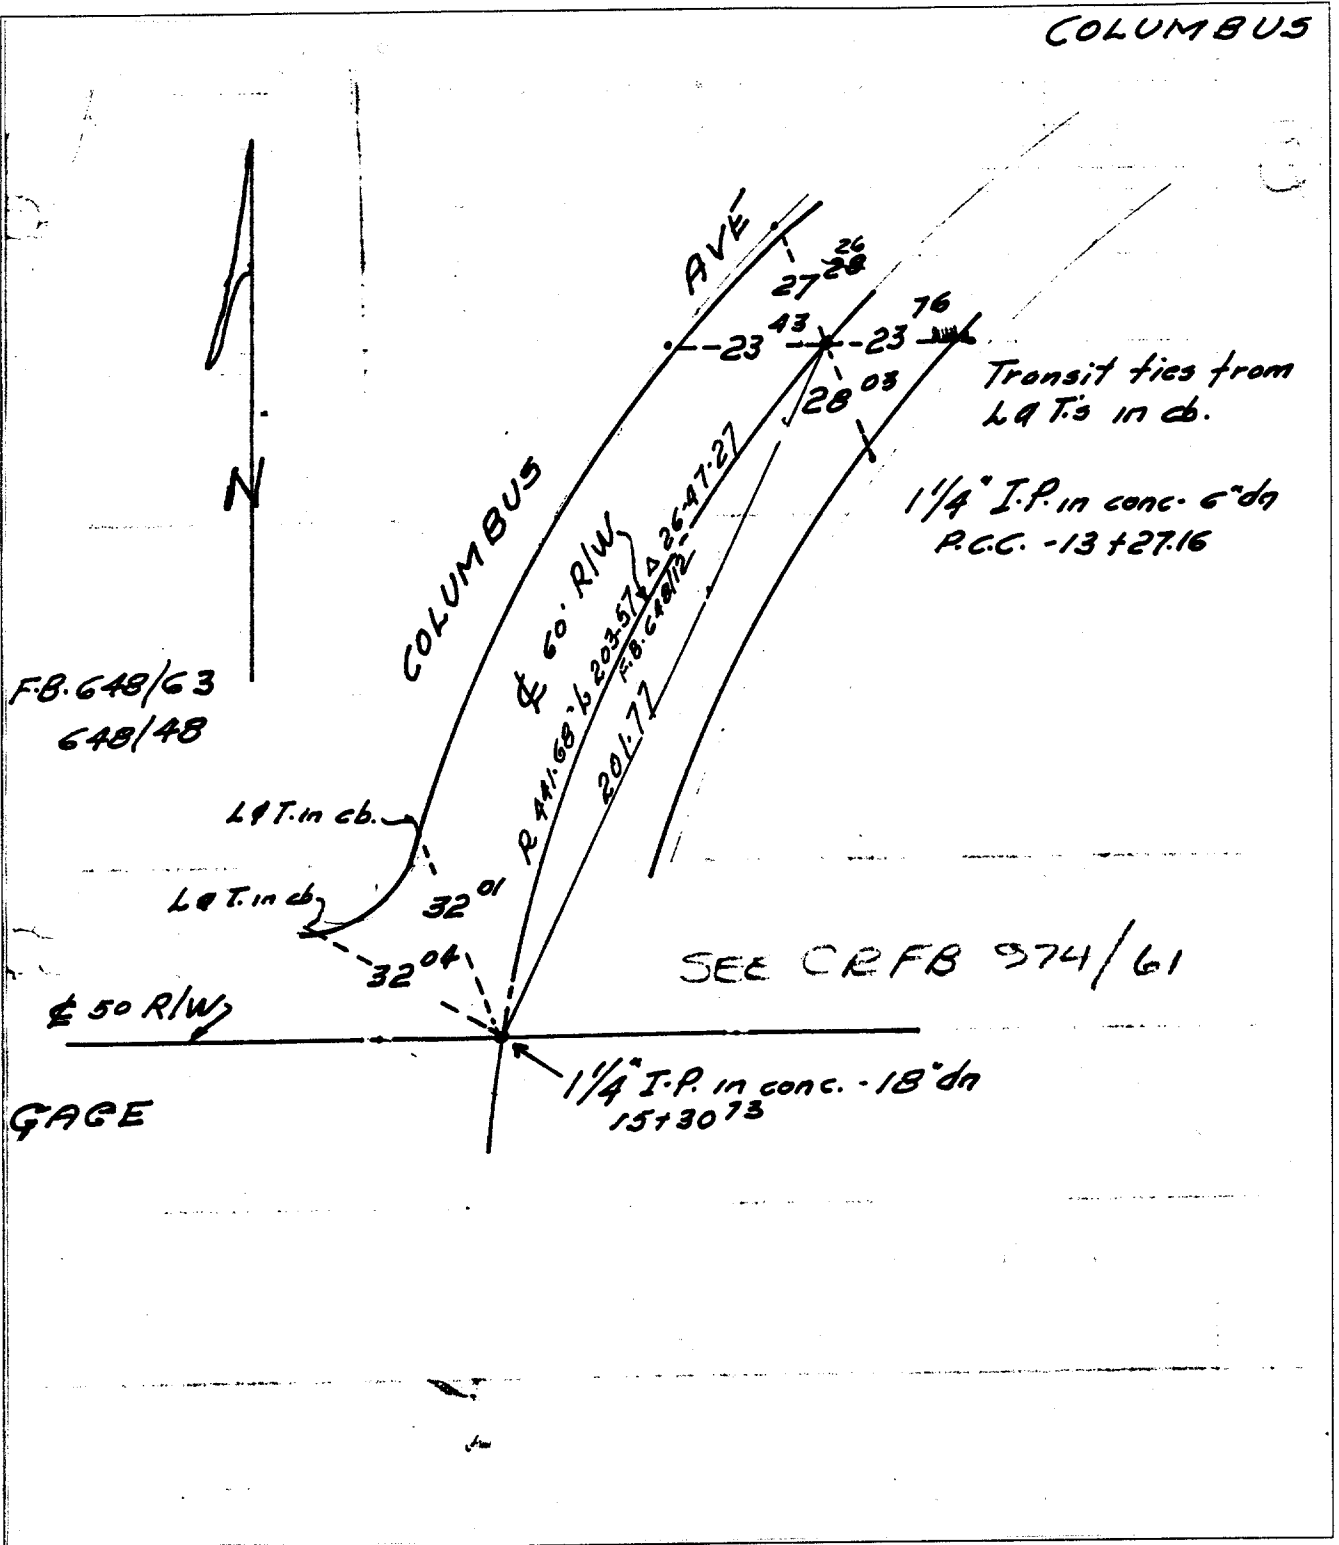 COLUMBUS
AVE
27 28 26
23 43
23 76
28 03
Transit ties from
L&T's in cb.
1 1/4" I.P. in conc. 6" dn
P.C.C. - 13+27.16
COLUMBUS
℄ 60' R/W
R 441.68' L 203.57 Δ 26-47-27
F.B. 648/12
201.77
N
F.B. 648/63
648/48
L&T. in cb.
L&T. in cb.
32 01
32 04
SEE CRFB 974/61
℄ 50 R/W
1 1/4" I.P. in conc. - 18" dn
15+30 73
GAGE